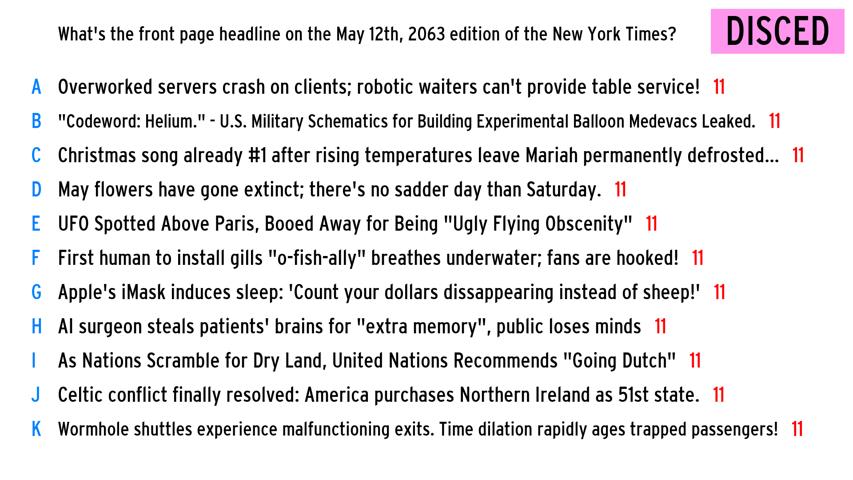 What's the front page headline on the May 12th, 2063 edition of the New York Times?
DISCED
A Overworked servers crash on clients; robotic waiters can't provide table service! 11
B "Codeword: Helium." - U.S. Military Schematics for Building Experimental Balloon Medevacs Leaked. 11
C Christmas song already #1 after rising temperatures leave Mariah permanently defrosted... 11
D May flowers have gone extinct; there's no sadder day than Saturday. 11
E UFO Spotted Above Paris, Booed Away for Being "Ugly Flying Obscenity" 11
F First human to install gills "o-fish-ally" breathes underwater; fans are hooked! 11
G Apple's iMask induces sleep: 'Count your dollars dissappearing instead of sheep!' 11
H AI surgeon steals patients' brains for "extra memory", public loses minds 11
I As Nations Scramble for Dry Land, United Nations Recommends "Going Dutch" 11
J Celtic conflict finally resolved: America purchases Northern Ireland as 51st state. 11
K Wormhole shuttles experience malfunctioning exits. Time dilation rapidly ages trapped passengers! 11